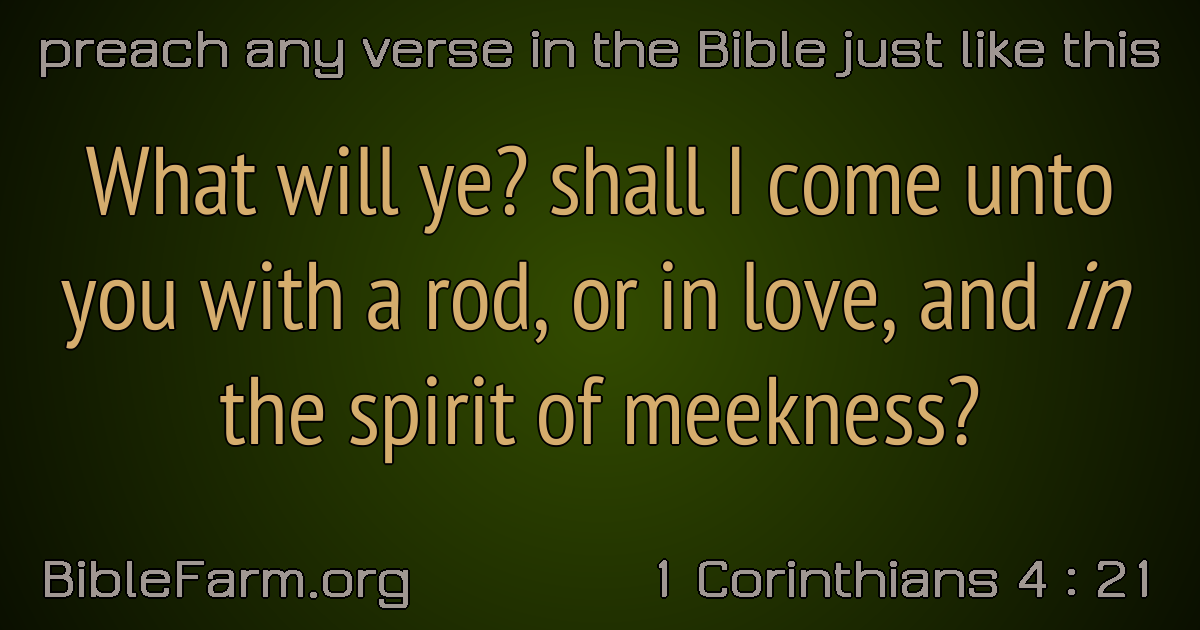 preach any verse in the Bible just like this
What will ye? shall I come unto
you with a rod, or in love, and in
the spirit of meekness?
BibleFarm.org
1 Corinthians 4 : 21